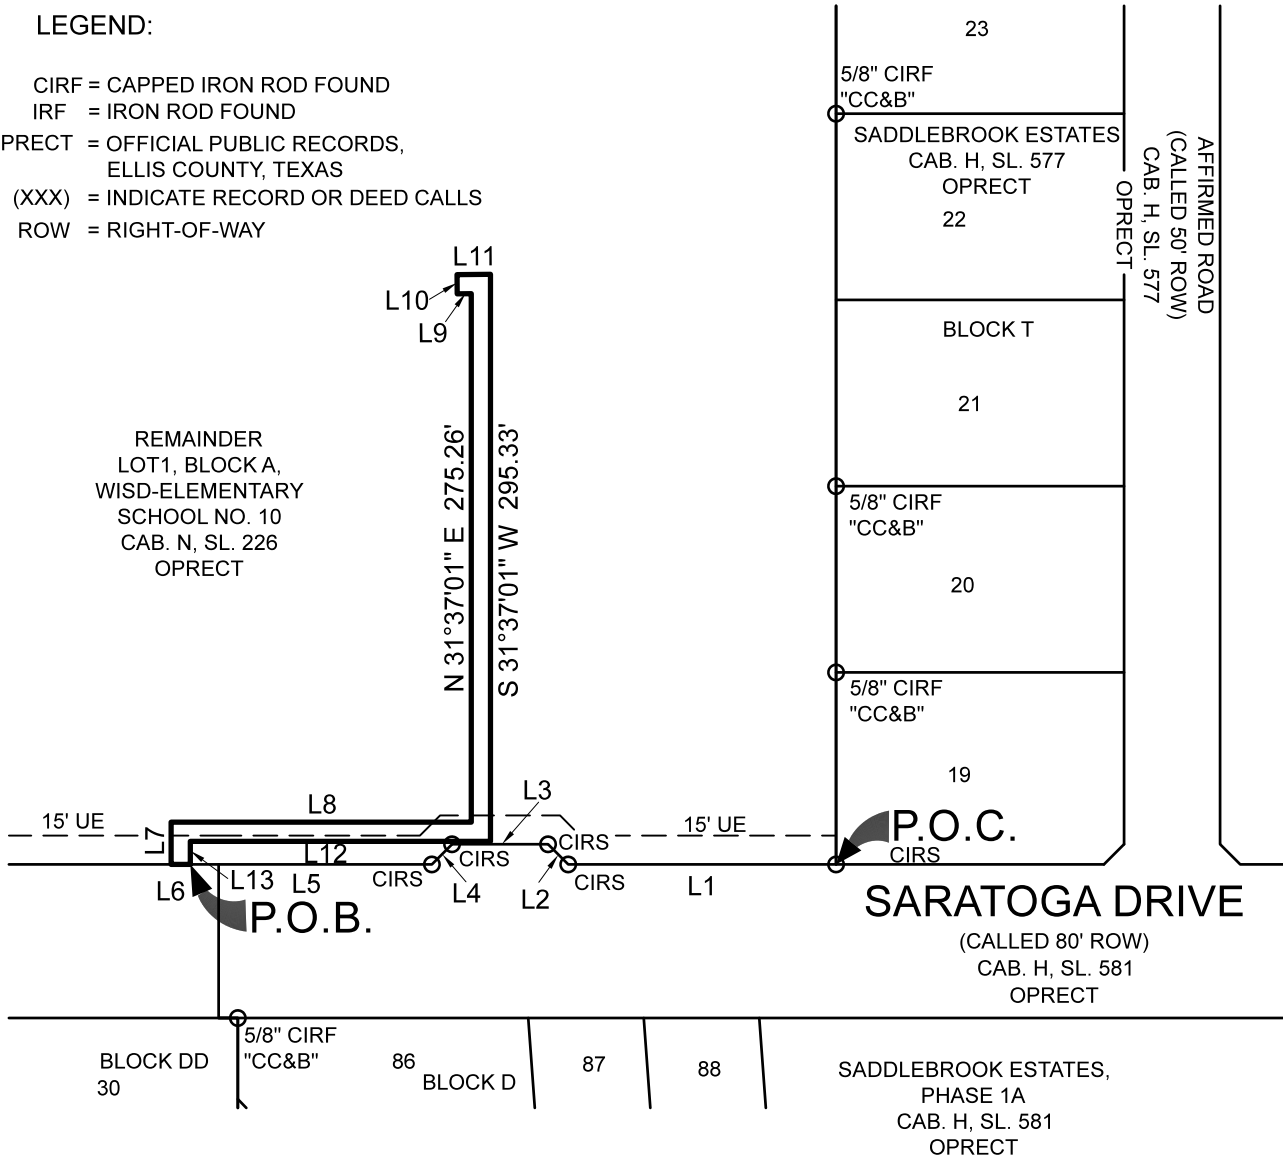 LEGEND:
CIRF = CAPPED IRON ROD FOUND
IRF = IRON ROD FOUND
PRECT = OFFICIAL PUBLIC RECORDS,
ELLIS COUNTY, TEXAS
(XXX) = INDICATE RECORD OR DEED CALLS
ROW = RIGHT-OF-WAY
23
5/8" CIRF
"CC&B"
SADDLEBROOK ESTATES
CAB. H, SL. 577
OPRECT
22
AFFIRMED ROAD
(CALLED 50' ROW)
CAB. H, SL. 577
OPRECT
L11
L10
L9
BLOCK T
21
REMAINDER
LOT1, BLOCK A,
WISD-ELEMENTARY
SCHOOL NO. 10
CAB. N, SL. 226
OPRECT
N 31°37'01" E 275.26'
S 31°37'01" W 295.33'
5/8" CIRF
"CC&B"
20
5/8" CIRF
"CC&B"
19
15' UE
L7
L8
L3
15' UE
P.O.C.
CIRS
CIRS
CIRS
L12
L6
L13
L5
CIRS
L4
L2
CIRS
L1
P.O.B.
SARATOGA DRIVE
(CALLED 80' ROW)
CAB. H, SL. 581
OPRECT
5/8" CIRF
"CC&B"
BLOCK DD
30
86
BLOCK D
87
88
SADDLEBROOK ESTATES,
PHASE 1A
CAB. H, SL. 581
OPRECT